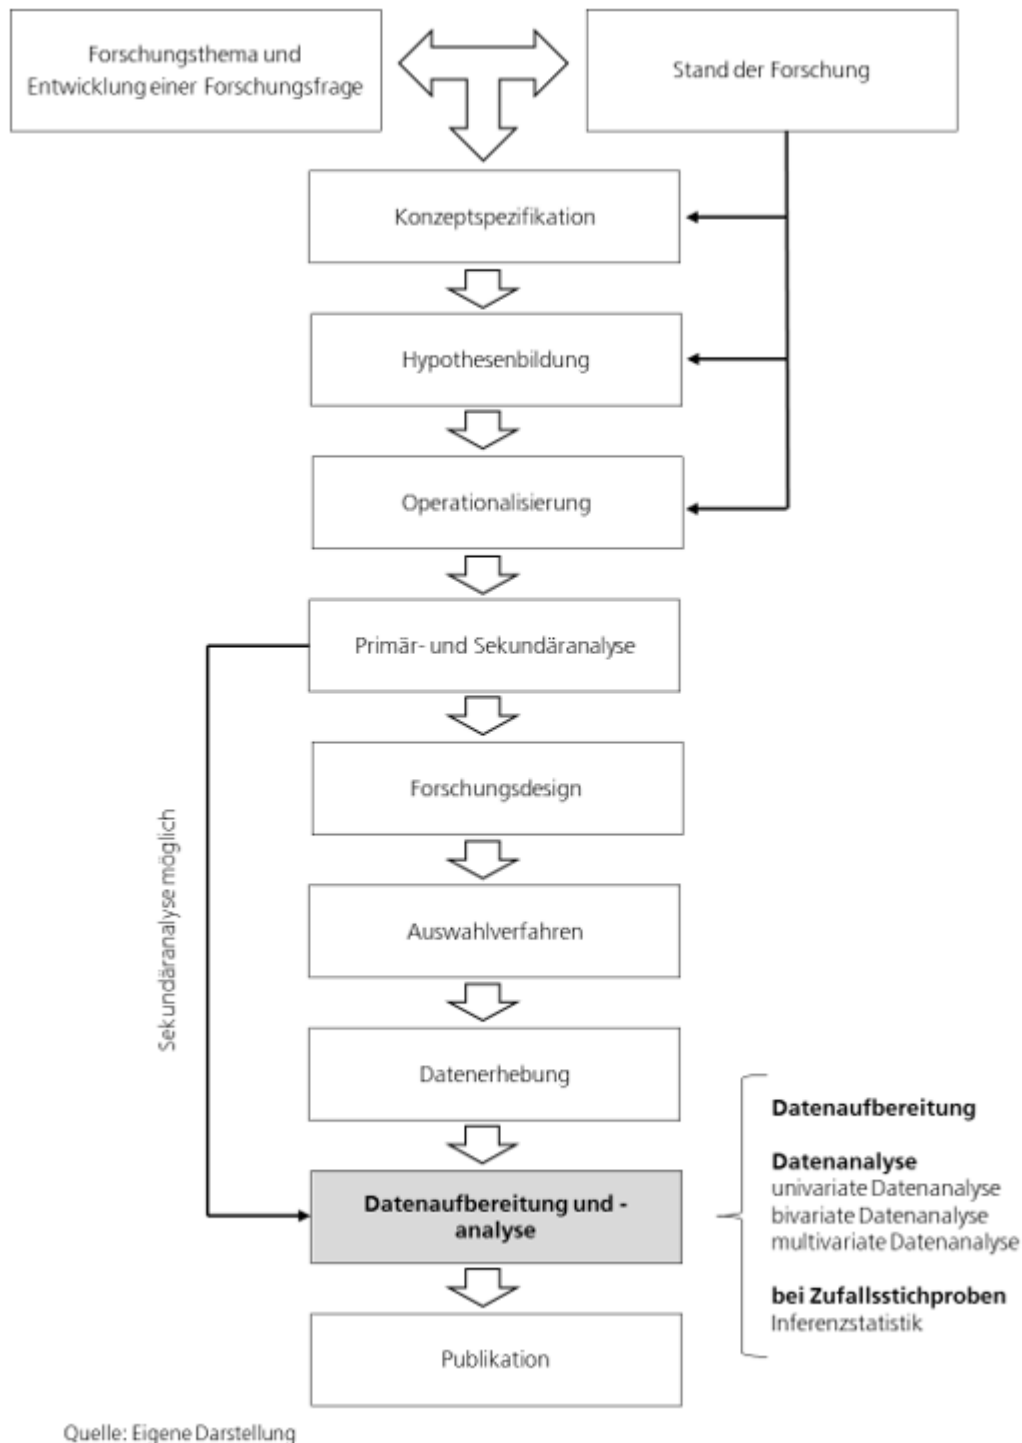 Forschungsthema und
Entwicklung einer Forschungsfrage
Stand der Forschung
Konzeptspezifikation
Hypothesenbildung
Operationalisierung
Primär- und Sekundäranalyse
Forschungsdesign
Sekundäranalyse möglich
Auswahlverfahren
Datenerhebung
Datenaufbereitung und -
analyse
Datenaufbereitung
Datenanalyse
univariate Datenanalyse
bivariate Datenanalyse
multivariate Datenanalyse
bei Zufallsstichproben
Inferenzstatistik
Publikation
Quelle: Eigene Darstellung